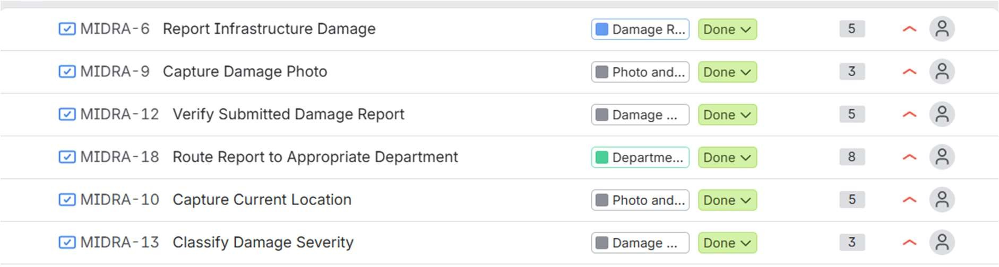 MIDRA-6 Report Infrastructure Damage Damage R... Done 5
MIDRA-9 Capture Damage Photo Photo and... Done 3
MIDRA-12 Verify Submitted Damage Report Damage ... Done 5
MIDRA-18 Route Report to Appropriate Department Departme... Done 8
MIDRA-10 Capture Current Location Photo and... Done 5
MIDRA-13 Classify Damage Severity Damage ... Done 3